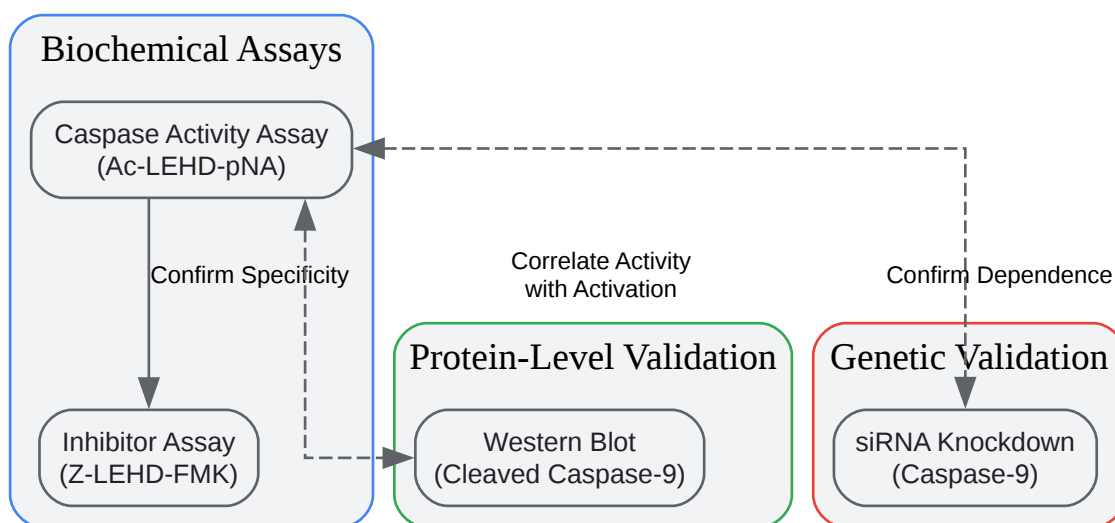 Biochemical Assays
Caspase Activity Assay
(Ac-LEHD-pNA)
Confirm Specificity
Correlate Activity
with Activation
Confirm Dependence
Protein-Level Validation
Genetic Validation
Inhibitor Assay
(Z-LEHD-FMK)
Western Blot
(Cleaved Caspase-9)
siRNA Knockdown
(Caspase-9)